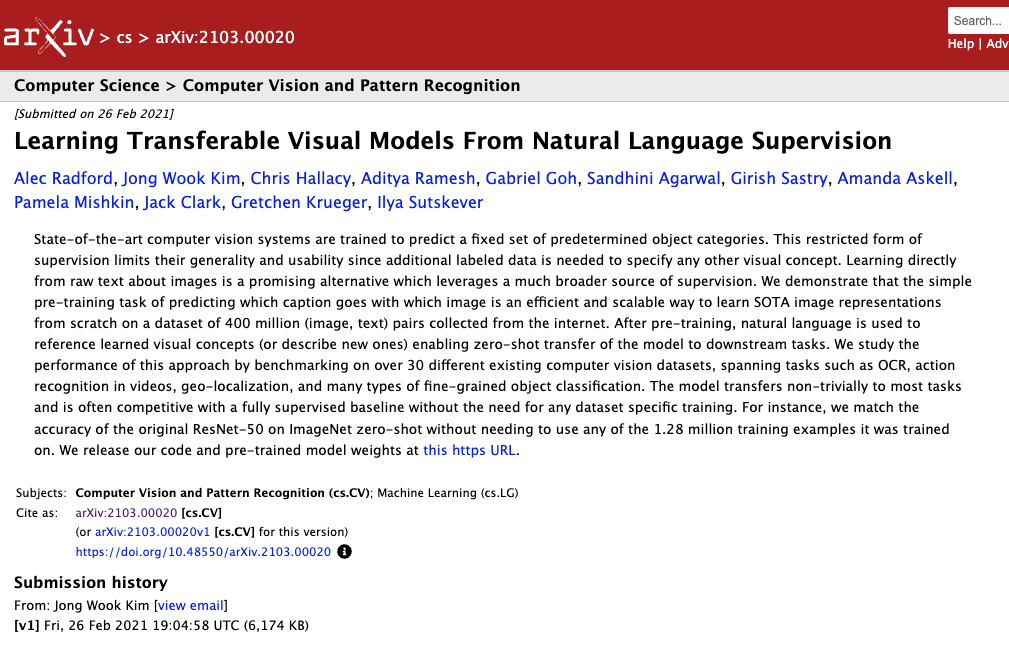 arXiv > cs > arXiv:2103.00020
Search...
Help | Adv
Computer Science > Computer Vision and Pattern Recognition
[Submitted on 26 Feb 2021]
Learning Transferable Visual Models From Natural Language Supervision
Alec Radford, Jong Wook Kim, Chris Hallacy, Aditya Ramesh, Gabriel Goh, Sandhini Agarwal, Girish Sastry, Amanda Askell,
Pamela Mishkin, Jack Clark, Gretchen Krueger, Ilya Sutskever
State-of-the-art computer vision systems are trained to predict a fixed set of predetermined object categories. This restricted form of
supervision limits their generality and usability since additional labeled data is needed to specify any other visual concept. Learning directly
from raw text about images is a promising alternative which leverages a much broader source of supervision. We demonstrate that the simple
pre-training task of predicting which caption goes with which image is an efficient and scalable way to learn SOTA image representations
from scratch on a dataset of 400 million (image, text) pairs collected from the internet. After pre-training, natural language is used to
reference learned visual concepts (or describe new ones) enabling zero-shot transfer of the model to downstream tasks. We study the
performance of this approach by benchmarking on over 30 different existing computer vision datasets, spanning tasks such as OCR, action
recognition in videos, geo-localization, and many types of fine-grained object classification. The model transfers non-trivially to most tasks
and is often competitive with a fully supervised baseline without the need for any dataset specific training. For instance, we match the
accuracy of the original ResNet-50 on ImageNet zero-shot without needing to use any of the 1.28 million training examples it was trained
on. We release our code and pre-trained model weights at this https URL.
Subjects: Computer Vision and Pattern Recognition (cs.CV); Machine Learning (cs.LG)
Cite as: arXiv:2103.00020 [cs.CV]
(or arXiv:2103.00020v1 [cs.CV] for this version)
https://doi.org/10.48550/arXiv.2103.00020
Submission history
From: Jong Wook Kim [view email]
[v1] Fri, 26 Feb 2021 19:04:58 UTC (6,174 KB)